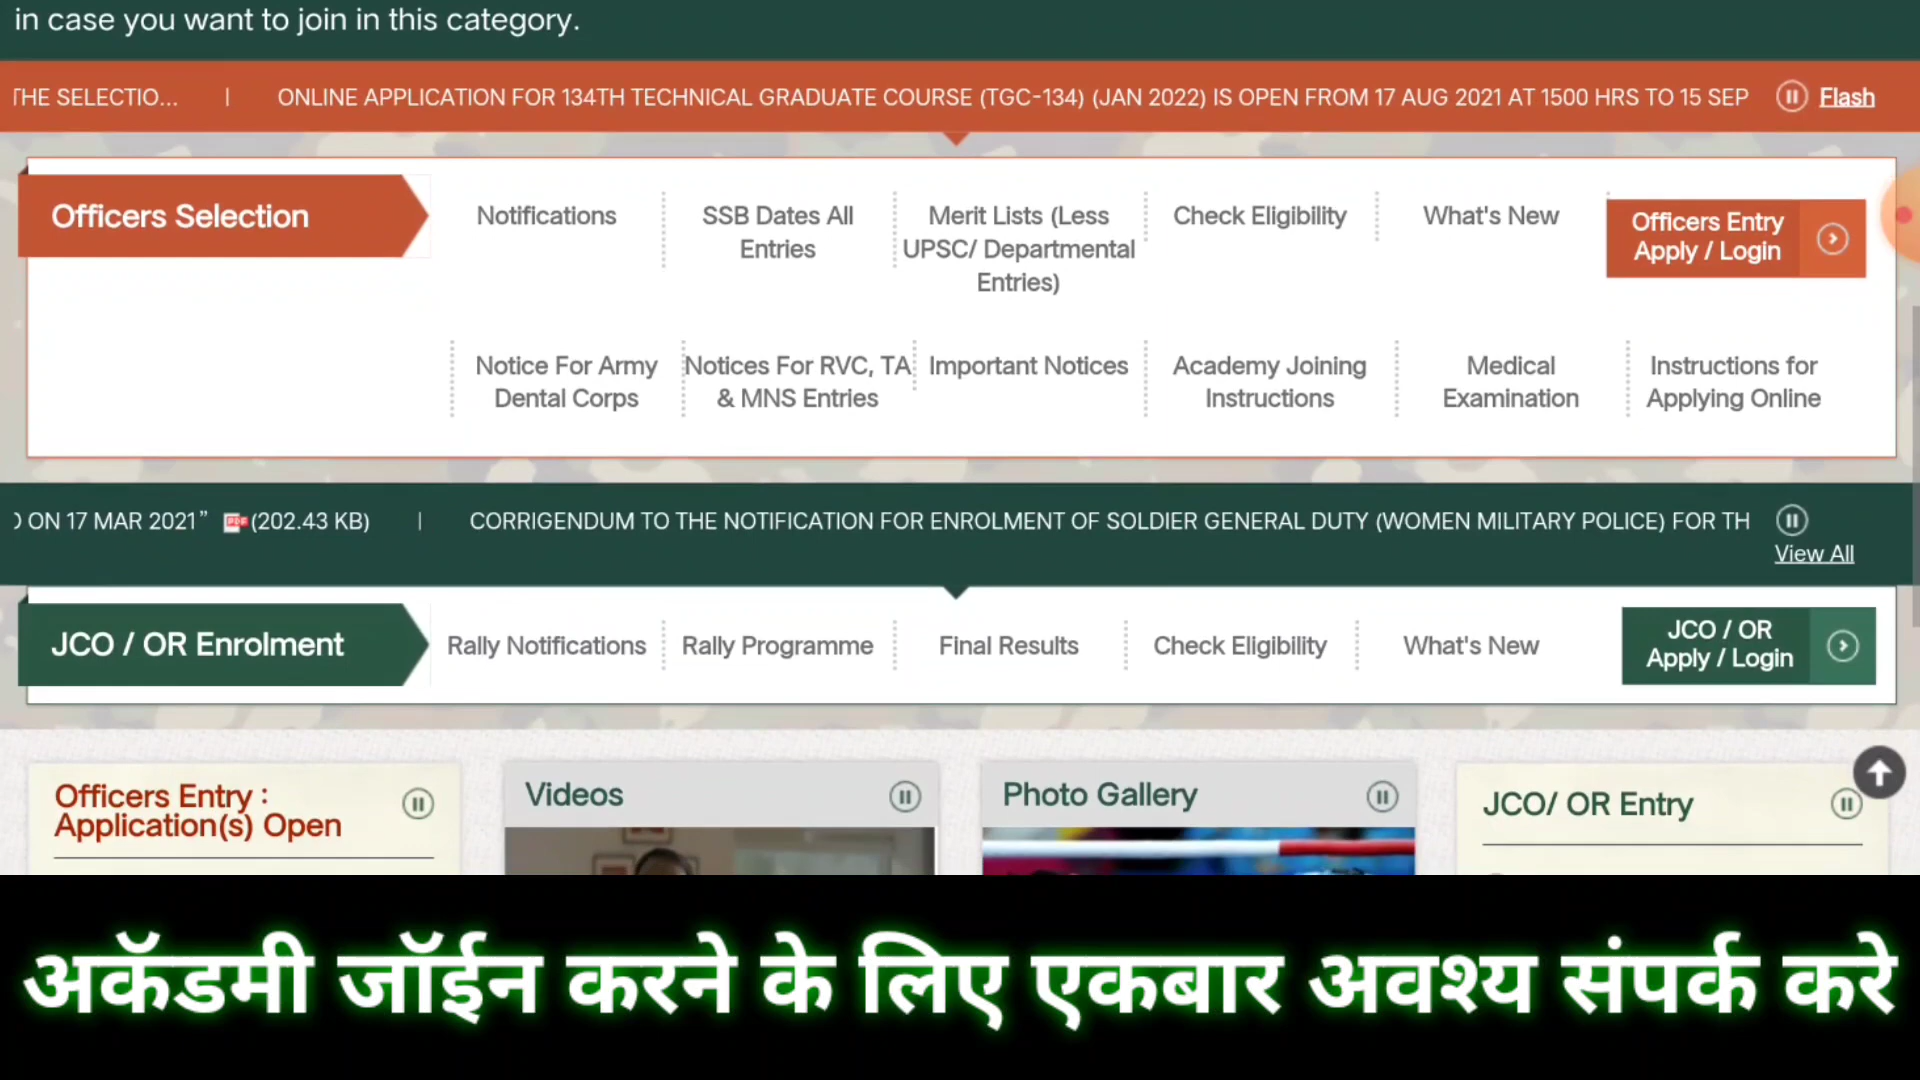 in case you want to join in this category.
THE SELECTIO... | ONLINE APPLICATION FOR 134TH TECHNICAL GRADUATE COURSE (TGC-134) (JAN 2022) IS OPEN FROM 17 AUG 2021 AT 1500 HRS TO 15 SEP Flash
Officers Selection
Notifications
SSB Dates All
Entries
Merit Lists (Less
UPSC/ Departmental
Entries)
Check Eligibility
What's New
Officers Entry
Apply / Login
Notice For Army
Dental Corps
Notices For RVC, TA
& MNS Entries
Important Notices
Academy Joining
Instructions
Medical
Examination
Instructions for
Applying Online
ON 17 MAR 2021” (202.43 KB) | CORRIGENDUM TO THE NOTIFICATION FOR ENROLMENT OF SOLDIER GENERAL DUTY (WOMEN MILITARY POLICE) FOR TH
View All
JCO / OR Enrolment
Rally Notifications
Rally Programme
Final Results
Check Eligibility
What's New
JCO / OR
Apply / Login
Officers Entry :
Application(s) Open
Videos
Photo Gallery
JCO/ OR Entry
अकॅडमी जॉईन करने के लिए एकबार अवश्य संपर्क करे